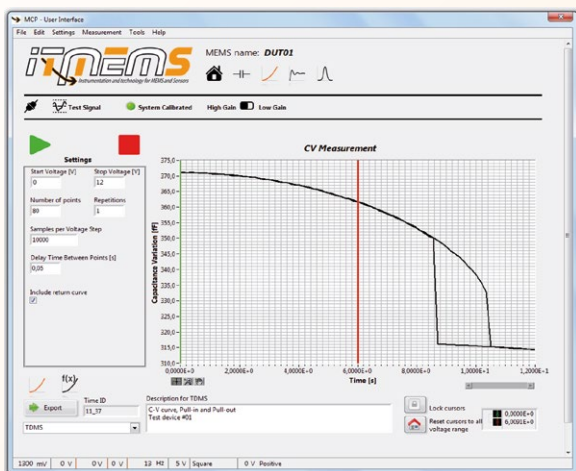 MCP - User Interface
File Edit Settings Measurement Tools Help
iTMEMS
Instrumentation and technology for MEMS and Sensors
MEMS name: DUT01
Test Signal
System Calibrated
High Gain
Low Gain
Settings
Start Voltage [V] Stop Voltage [V]
0 12
Number of points Repetitions
80 1
Samples per Voltage Step
10000
Delay Time Between Points [s]
0,05
Include return curve
CV Measurement
Capacitance Variation [fF]
375,0
370,0
365,0
360,0
355,0
350,0
345,0
340,0
335,0
330,0
325,0
320,0
315,0
310,0
0,0000E+0 2,0000E+0 4,0000E+0 6,0000E+0 8,0000E+0 1,0000E+1 1,2000E+1
Time [s]
f(x)
Export
Time ID
11_37
TDMS
Description for TDMS
C-V curve, Pull-in and Pull-out
Test device #01
Lock cursors
Reset cursors to all voltage range
0,0000E+0
6,0091E+0
1300 mV 0 V 0 V 0 V 13 Hz 5 V Square 0 V Positive